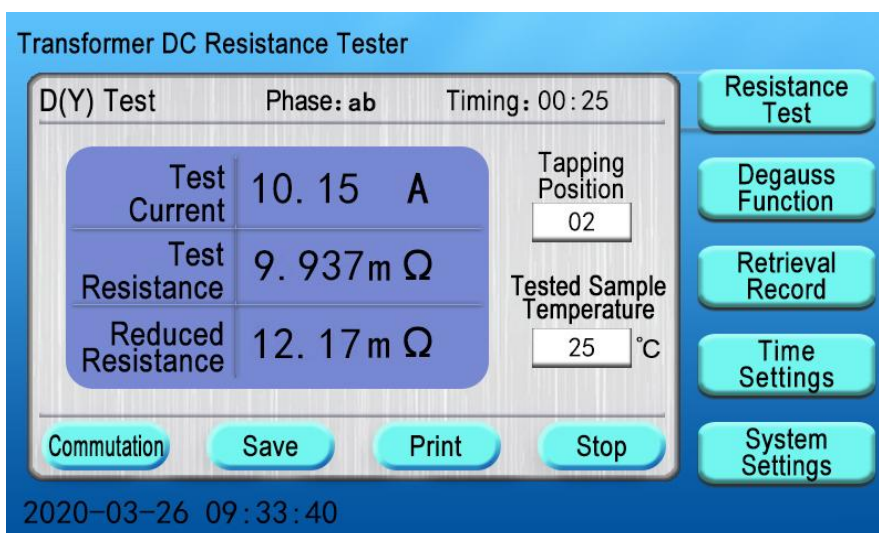 Transformer DC Resistance Tester
D(Y) Test Phase: ab Timing: 00:25
Test
Current
10.15 A
Test
Resistance
9.937mΩ
Reduced
Resistance
12.17mΩ
Tapping
Position
02
Tested Sample
Temperature
25 °C
Commutation
Save
Print
Stop
Resistance
Test
Degauss
Function
Retrieval
Record
Time
Settings
System
Settings
2020-03-26 09:33:40